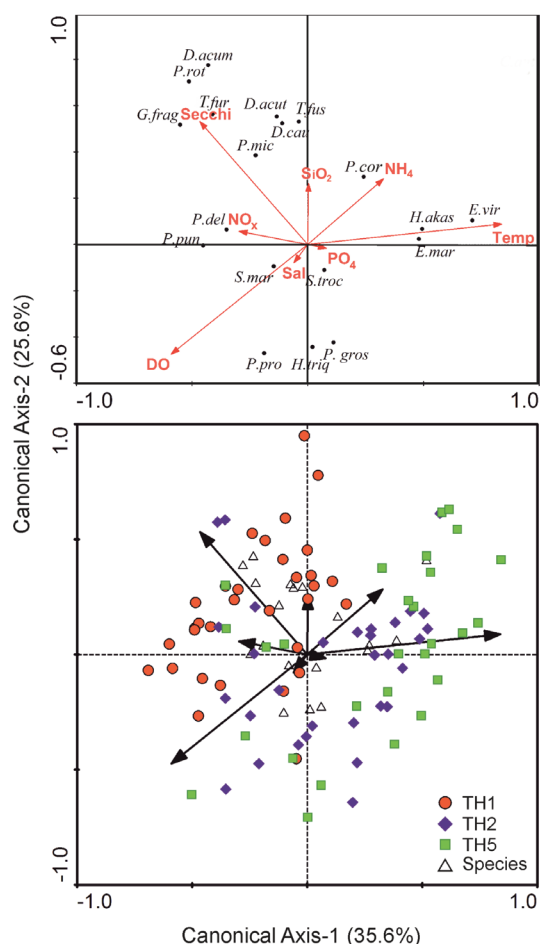 1.0
D.acum
P.rot
T.fur
G.frag
Secchi
D.acut
T.fus
D.cau
P.mic
SiO₂
P.cor
NH₄
P.del
NOₓ
H.akas
E.vir
Temp
P.pun
E.mar
PO₄
Sal
S.mar
S.troc
DO
P.pro
H.triq
P. gros
-0.6
-1.0 1.0
Canonical Axis-2 (25.6%)
1.0
TH1
TH2
TH5
Species
-1.0
-1.0 1.0
Canonical Axis-1 (35.6%)